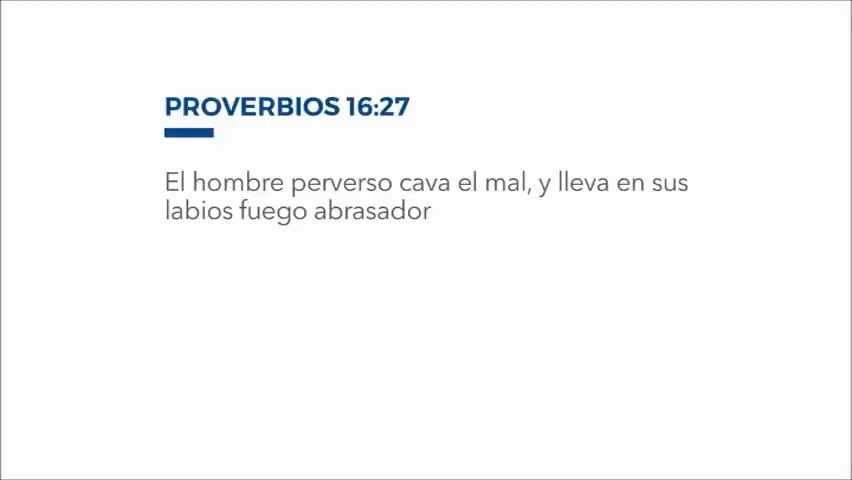 PROVERBIOS 16:27
El hombre perverso cava el mal, y lleva en sus
labios fuego abrasador